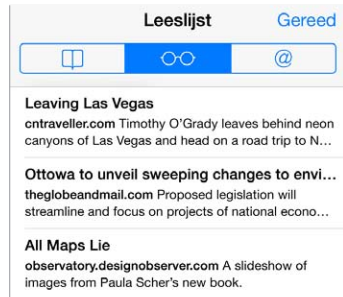 Leeslijst Gereed
@
Leaving Las Vegas
cntraveller.com Timothy O'Grady leaves behind neon
canyons of Las Vegas and head on a road trip to N...
Ottowa to unveil sweeping changes to envi...
theglobeandmail.com Proposed legislation will
streamline and focus on projects of national econo...
All Maps Lie
observatory.designobserver.com A slideshow of
images from Paula Scher's new book.